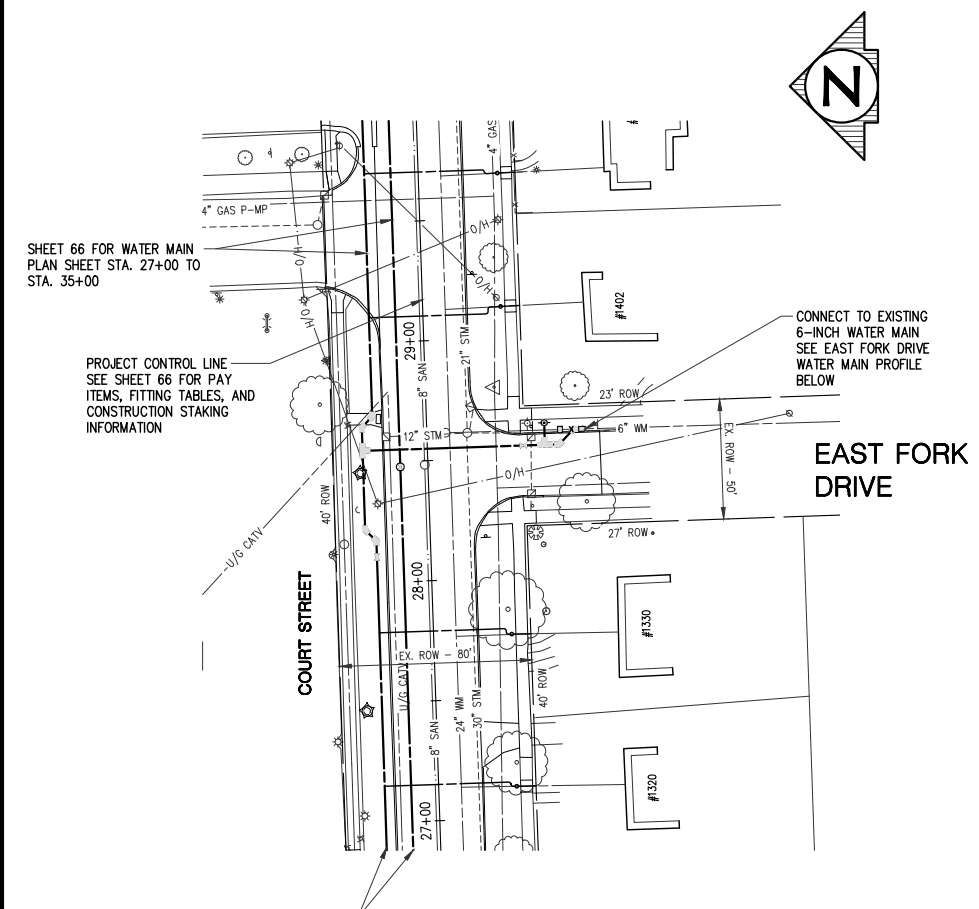 N
4" GAS P-MP
4" GAS
O/H
O/H
O/H
O/H
SHEET 66 FOR WATER MAIN
PLAN SHEET STA. 27+00 TO
STA. 35+00
#1402
CONNECT TO EXISTING
6-INCH WATER MAIN
SEE EAST FORK DRIVE
WATER MAIN PROFILE
BELOW
PROJECT CONTROL LINE
SEE SHEET 66 FOR PAY
ITEMS, FITTING TABLES, AND
CONSTRUCTION STAKING
INFORMATION
29+00
8" SAN
21" STM
23' ROW
12" STM
6" WM
EX. ROW - 50'
EAST FORK
DRIVE
O/H
40' ROW
27' ROW
U/G CATV
28+00
COURT STREET
#1330
EX. ROW - 80'
U/G CATV
40' ROW
24" WM
30" STM
8" SAN
#1320
27+00